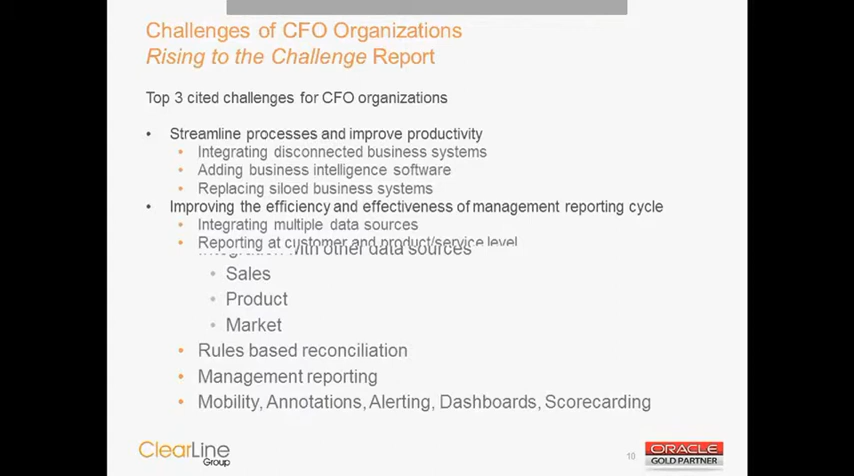 Challenges of CFO Organizations
Rising to the Challenge Report
Top 3 cited challenges for CFO organizations
• Streamline processes and improve productivity
• Integrating disconnected business systems
• Adding business intelligence software
• Replacing siloed business systems
• Improving the efficiency and effectiveness of management reporting cycle
• Integrating multiple data sources
• Reporting at customer and product/service level
Integration with other data sources
• Sales
• Product
• Market
• Rules based reconciliation
• Management reporting
• Mobility, Annotations, Alerting, Dashboards, Scorecarding
ClearLine
Group
10
ORACLE
GOLD PARTNER